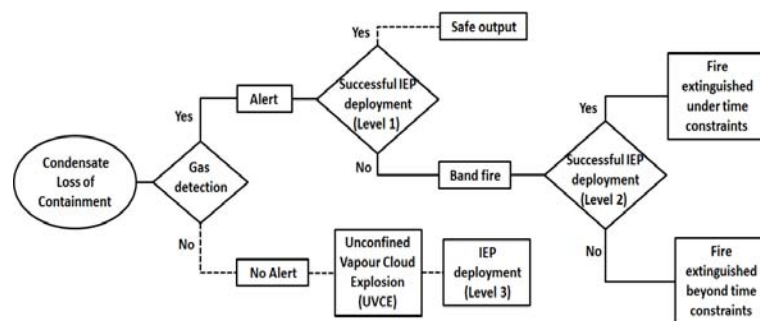 Condensate
Loss of
Containment
Gas
detection
Yes
Alert
Successful IEP
deployment
(Level 1)
Yes
Safe output
No
Band fire
Successful IEP
deployment
(Level 2)
Yes
Fire
extinguished
under time
constraints
No
Fire
extinguished
beyond time
constraints
No
No Alert
Unconfined
Vapour Cloud
Explosion
(UVCE)
IEP
deployment
(Level 3)